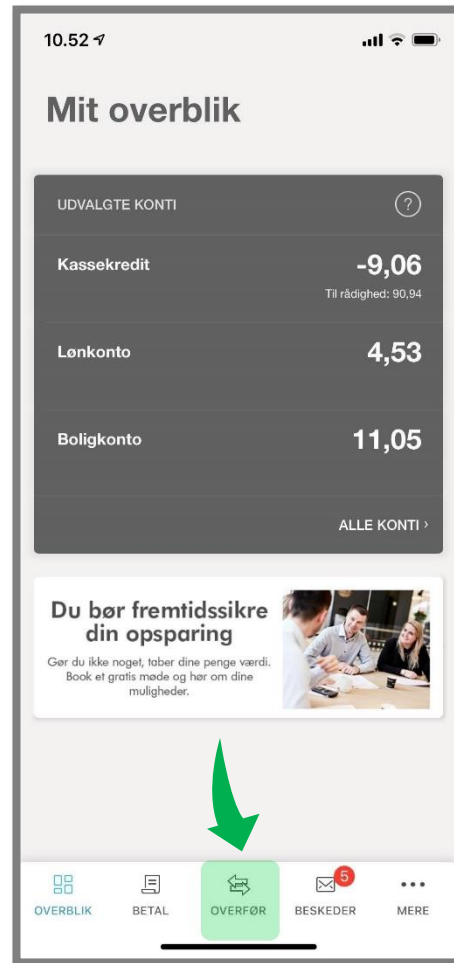 10.52
Mit overblik
UDVALGTE KONTI ?
Kassekredit -9,06
Til rådighed: 90,94
Lønkonto 4,53
Boligkonto 11,05
ALLE KONTI ›
Du bør fremtidssikre
din opsparing
Gør du ikke noget, taber dine penge værdi.
Book et gratis møde og hør om dine
muligheder.
5
OVERBLIK BETAL OVERFØR BESKEDER MERE